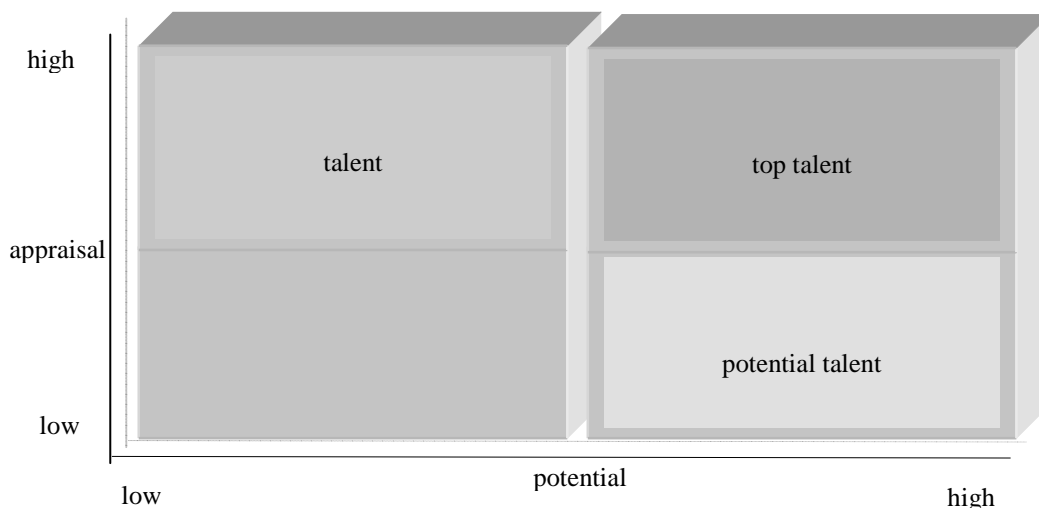 high
talent
top talent
appraisal
potential talent
low
potential
low
high